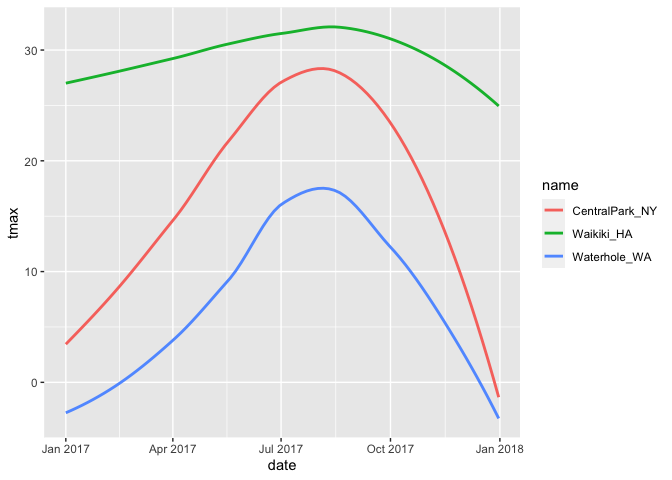 30
20
10
0
tmax
Jan 2017 Apr 2017 Jul 2017 Oct 2017 Jan 2018
date
name
CentralPark_NY
Waikiki_HA
Waterhole_WA